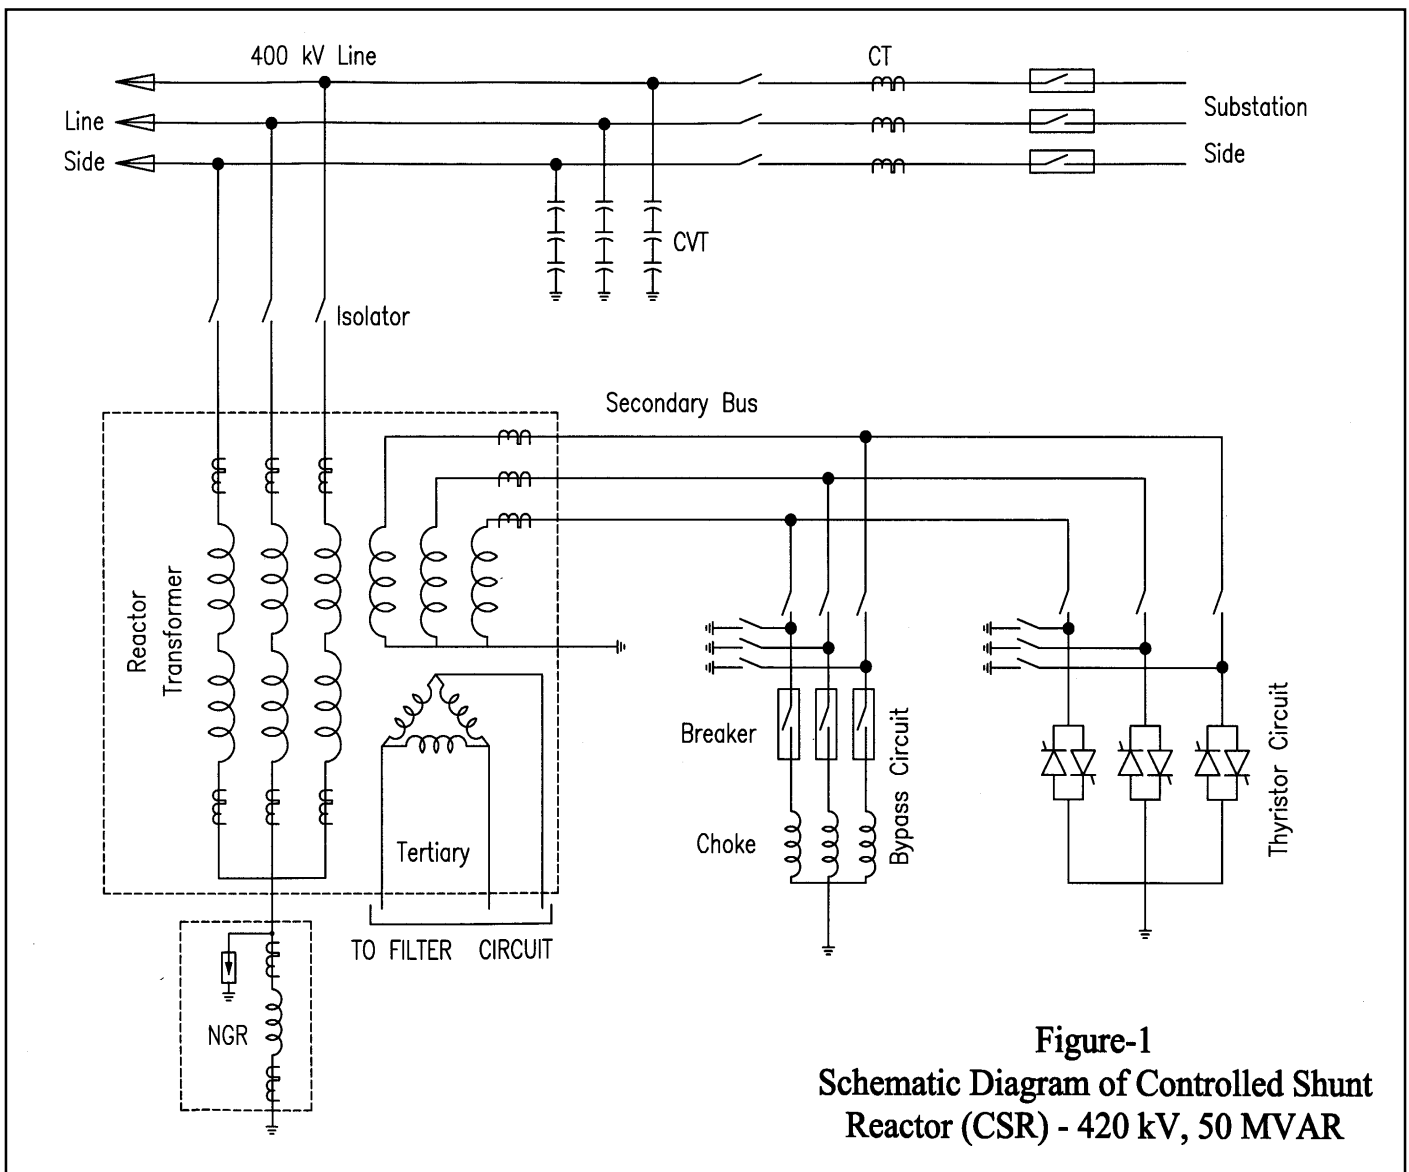 400 kV Line
CT
Line
Side
Substation
Side
CVT
Isolator
Secondary Bus
Reactor
Transformer
Breaker
Choke
Bypass Circuit
Thyristor Circuit
Tertiary
TO FILTER CIRCUIT
NGR
Figure-1
Schematic Diagram of Controlled Shunt
Reactor (CSR) - 420 kV, 50 MVAR